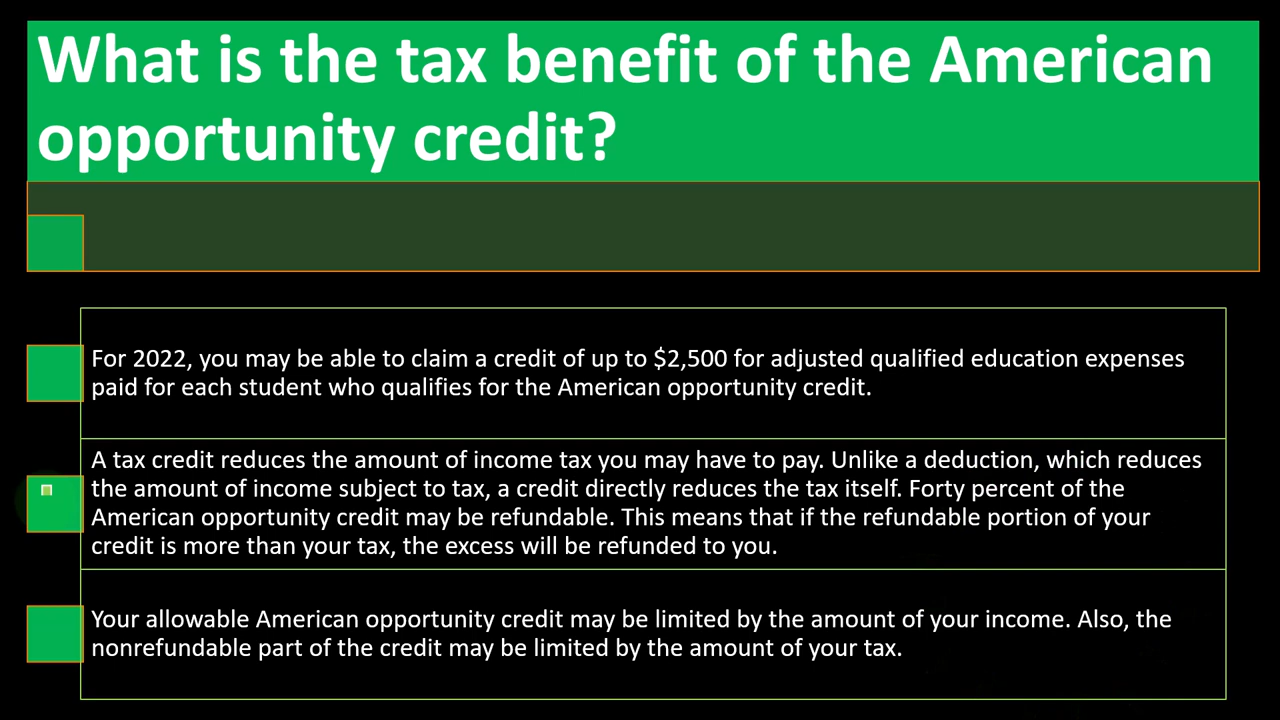 What is the tax benefit of the American
opportunity credit?
For 2022, you may be able to claim a credit of up to $2,500 for adjusted qualified education expenses
paid for each student who qualifies for the American opportunity credit.
A tax credit reduces the amount of income tax you may have to pay. Unlike a deduction, which reduces
the amount of income subject to tax, a credit directly reduces the tax itself. Forty percent of the
American opportunity credit may be refundable. This means that if the refundable portion of your
credit is more than your tax, the excess will be refunded to you.
Your allowable American opportunity credit may be limited by the amount of your income. Also, the
nonrefundable part of the credit may be limited by the amount of your tax.